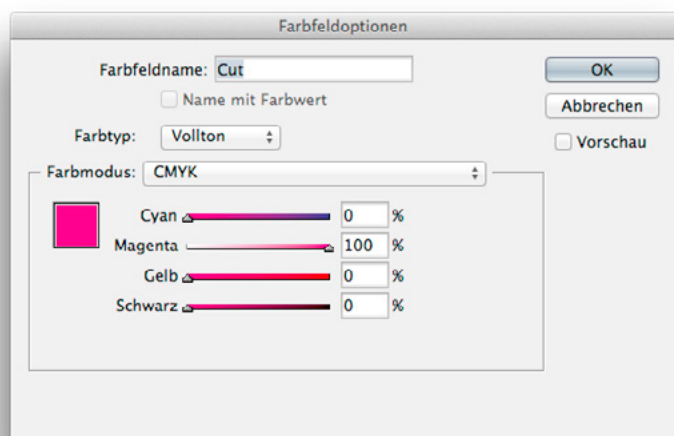 Farbfeldoptionen
Farbfeldname: Cut
OK
Name mit Farbwert
Abbrechen
Farbtyp: Vollton
Vorschau
Farbmodus: CMYK
Cyan 0 %
Magenta 100 %
Gelb 0 %
Schwarz 0 %